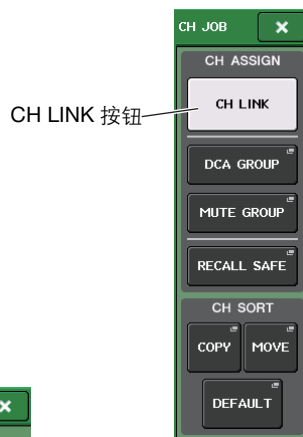 CH JOB
CH ASSIGN
CH LINK 按钮
CH LINK
DCA GROUP
MUTE GROUP
RECALL SAFE
CH SORT
COPY MOVE
DEFAULT